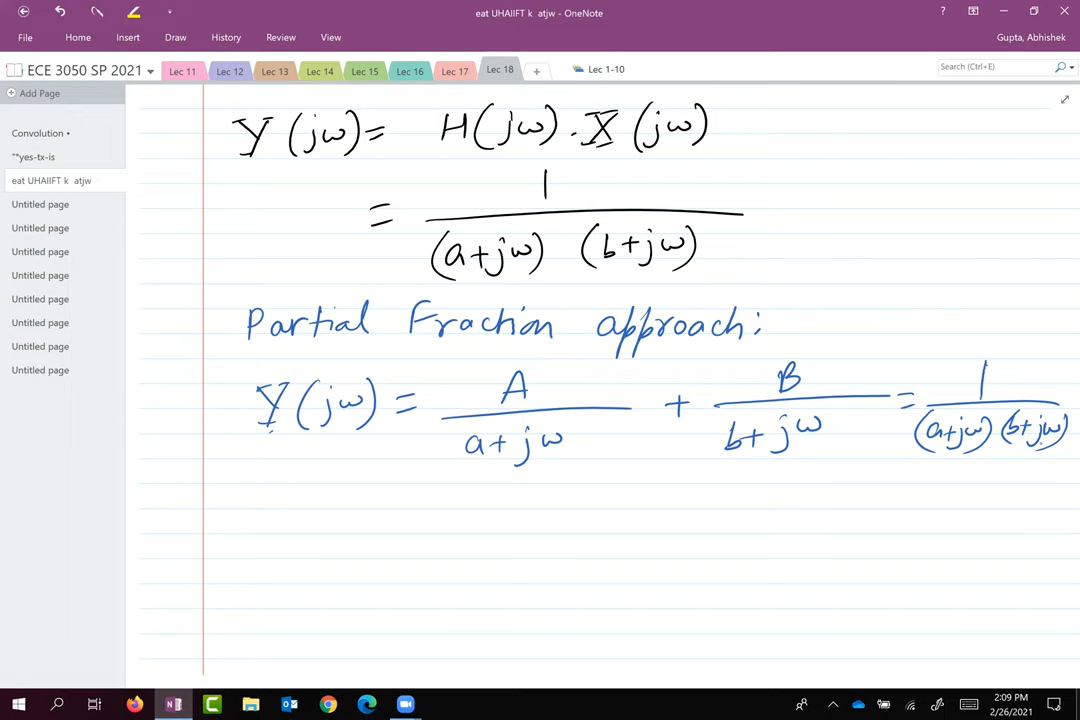 eat UHAIIFT k atjw - OneNote
File Home Insert Draw History Review View
Gupta, Abhishek
ECE 3050 SP 2021
Lec 11 Lec 12 Lec 13 Lec 14 Lec 15 Lec 16 Lec 17 Lec 18 Lec 1-10
Search (Ctrl+E)
Add Page
Convolution •
"*yes-tx-is
eat UHAIIFT k atjw
Untitled page
Untitled page
Untitled page
Untitled page
Untitled page
Untitled page
Untitled page
Untitled page
Y(jω) = H(jω) . X(jω)
= 1 / (a+jω) (b+jω)
Partial Fraction approach:
Y(jω) = A / a+jω + B / b+jω = 1 / (a+jω)(b+jω)
2:09 PM
2/26/2021